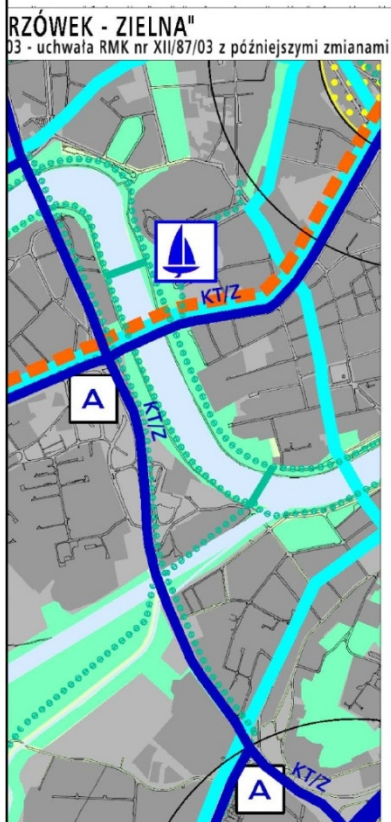 RZÓWEK - ZIELNA"
03 - uchwała RMK nr XII/87/03 z późniejszymi zmianami
KT/Z
A
KT/Z
KT/Z
A